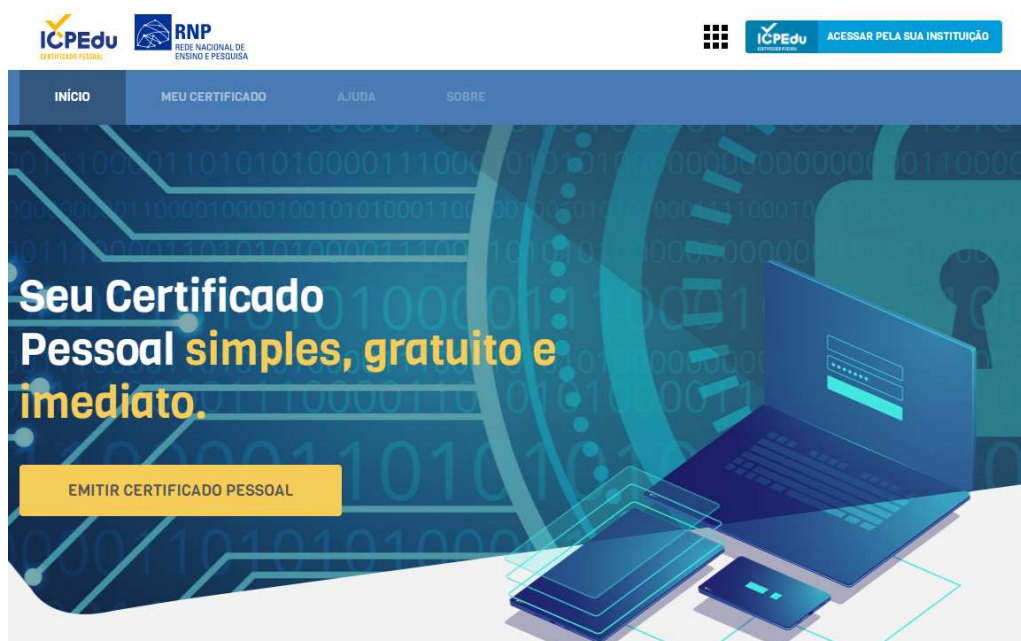 ICPEdu
CERTIFICADO PESSOAL
RNP
REDE NACIONAL DE
ENSINO E PESQUISA
ICPEdu
CERTIFICADO PESSOAL
ACESSAR PELA SUA INSTITUIÇÃO
INÍCIO
MEU CERTIFICADO
AJUDA
SOBRE
Seu Certificado
Pessoal simples, gratuito e
imediato.
EMITIR CERTIFICADO PESSOAL